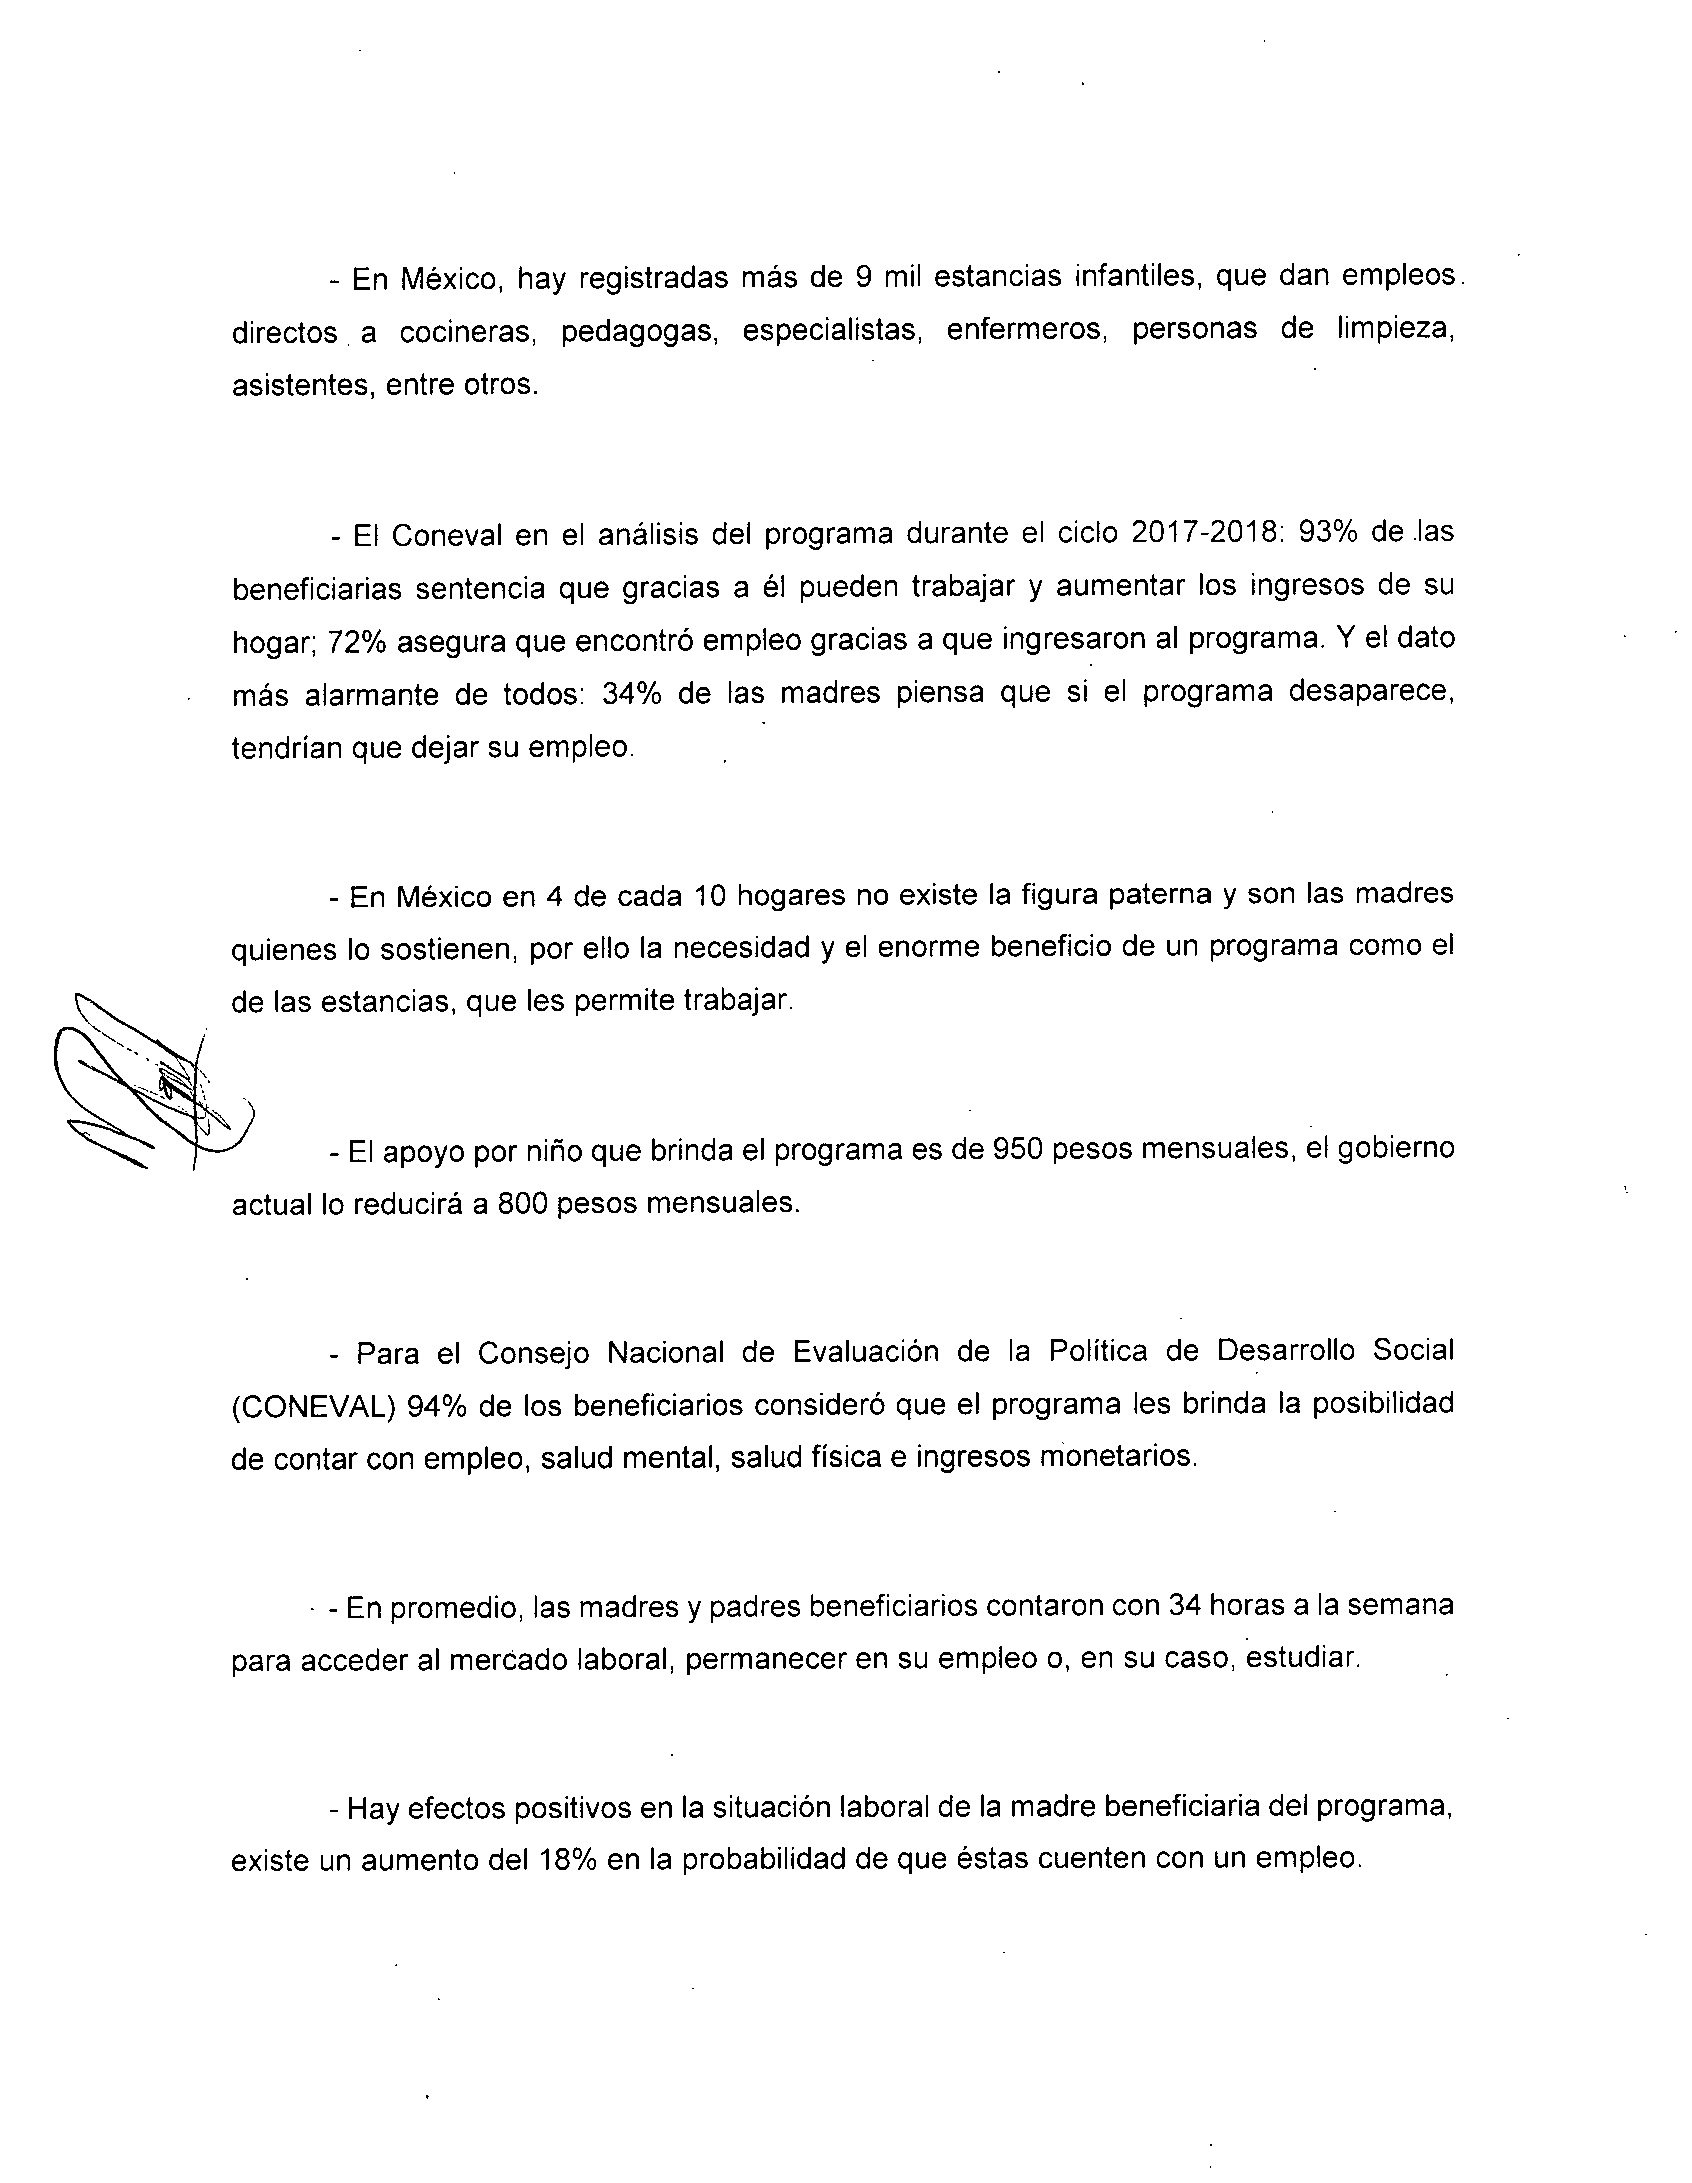 - En México, hay registradas más de 9 mil estancias infantiles, que dan empleos
directos a cocineras, pedagogas, especialistas, enfermeros, personas de limpieza,
asistentes, entre otros.
- El Coneval en el análisis del programa durante el ciclo 2017-2018: 93% de las
beneficiarias sentencia que gracias a él pueden trabajar y aumentar los ingresos de su
hogar; 72% asegura que encontró empleo gracias a que ingresaron al programa. Y el dato
más alarmante de todos: 34% de las madres piensa que si el programa desaparece,
tendrían que dejar su empleo.
- En México en 4 de cada 10 hogares no existe la figura paterna y son las madres
quienes lo sostienen, por ello la necesidad y el enorme beneficio de un programa como el
de las estancias, que les permite trabajar.
- El apoyo por niño que brinda el programa es de 950 pesos mensuales, el gobierno
actual lo reducirá a 800 pesos mensuales.
- Para el Consejo Nacional de Evaluación de la Política de Desarrollo Social
(CONEVAL) 94% de los beneficiarios consideró que el programa les brinda la posibilidad
de contar con empleo, salud mental, salud física e ingresos monetarios.
- En promedio, las madres y padres beneficiarios contaron con 34 horas a la semana
para acceder al mercado laboral, permanecer en su empleo o, en su caso, estudiar.
- Hay efectos positivos en la situación laboral de la madre beneficiaria del programa,
existe un aumento del 18% en la probabilidad de que éstas cuenten con un empleo.